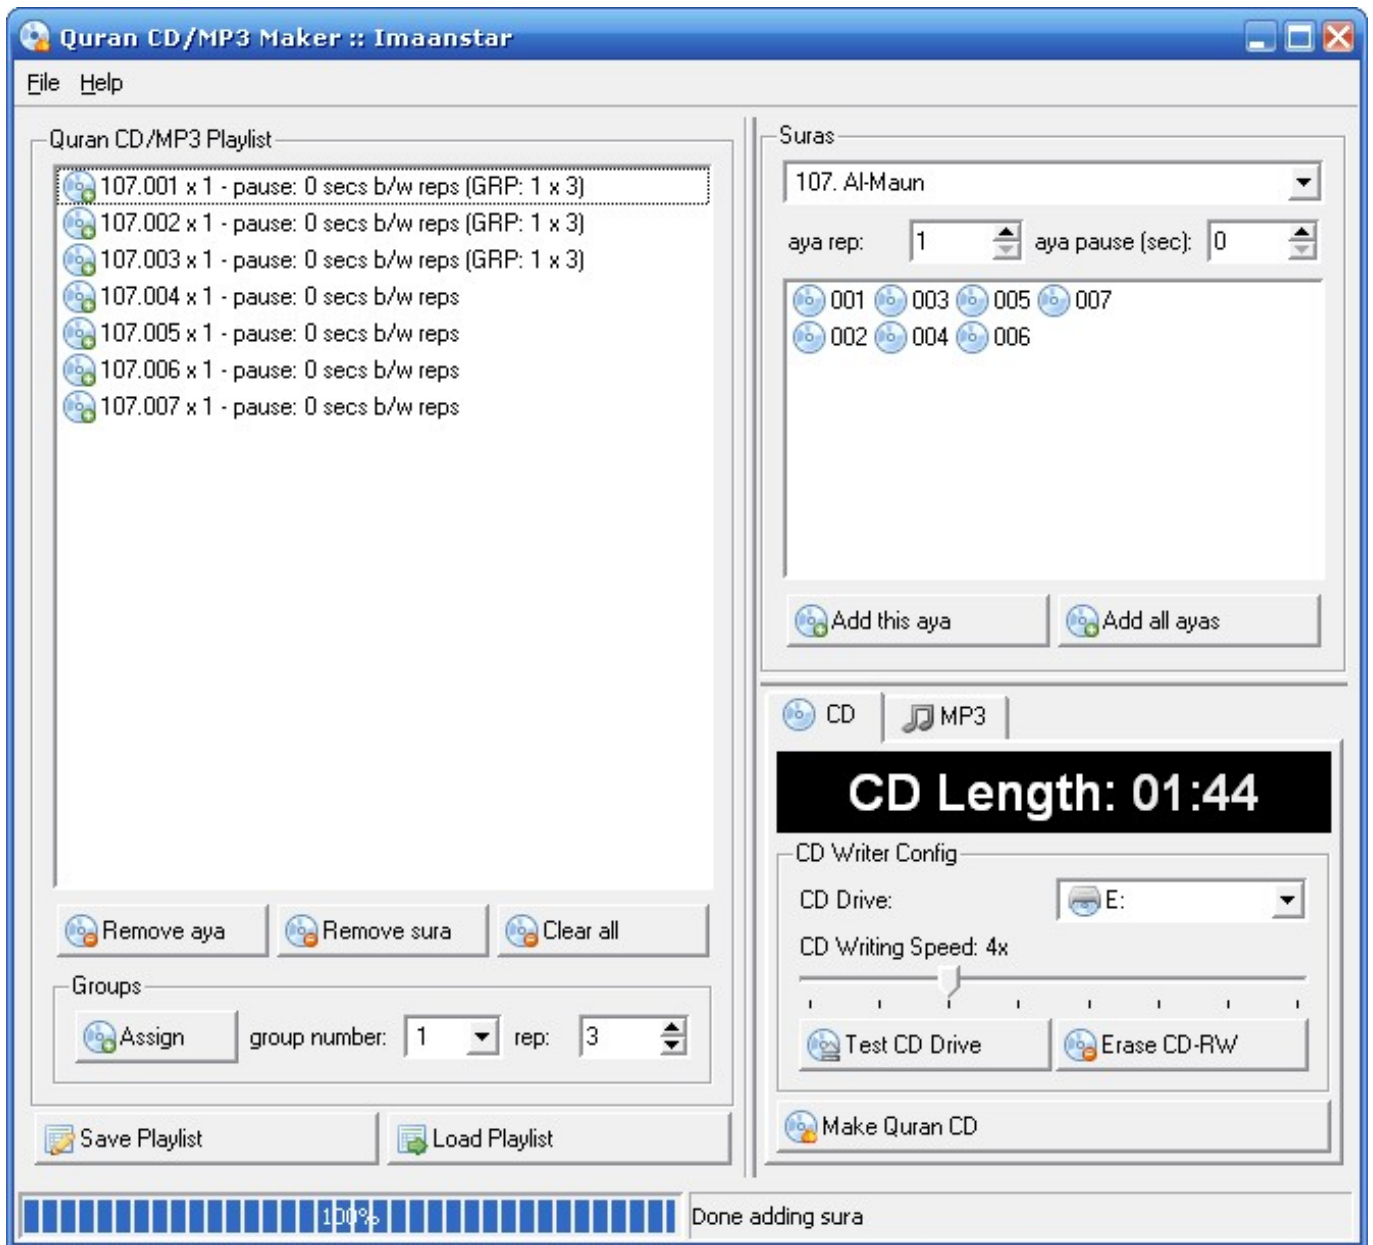 Quran CD/MP3 Maker :: Imaanstar
File Help
Quran CD/MP3 Playlist
107.001 x 1 - pause: 0 secs b/w reps (GRP: 1 x 3)
107.002 x 1 - pause: 0 secs b/w reps (GRP: 1 x 3)
107.003 x 1 - pause: 0 secs b/w reps (GRP: 1 x 3)
107.004 x 1 - pause: 0 secs b/w reps
107.005 x 1 - pause: 0 secs b/w reps
107.006 x 1 - pause: 0 secs b/w reps
107.007 x 1 - pause: 0 secs b/w reps
Remove aya Remove sura Clear all
Groups
Assign group number: 1 rep: 3
Save Playlist Load Playlist
Suras
107. Al-Maun
aya rep: 1 aya pause (sec): 0
001 003 005 007
002 004 006
Add this aya Add all ayas
CD MP3
CD Length: 01:44
CD Writer Config
CD Drive: E:
CD Writing Speed: 4x
Test CD Drive Erase CD-RW
Make Quran CD
100% Done adding sura